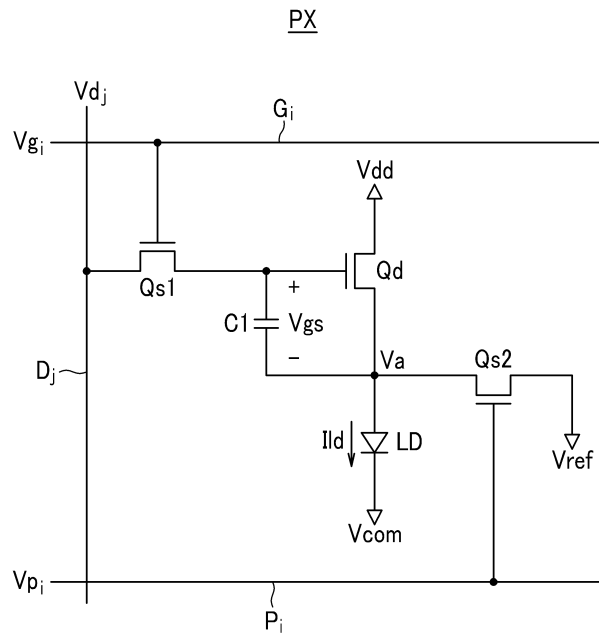 PX
Vdj
Vgi
Gi
Vdd
Qs1
Qd
+
C1
Vgs
−
Va
Qs2
Dj
Ild
LD
Vref
Vcom
Vpi
Pi